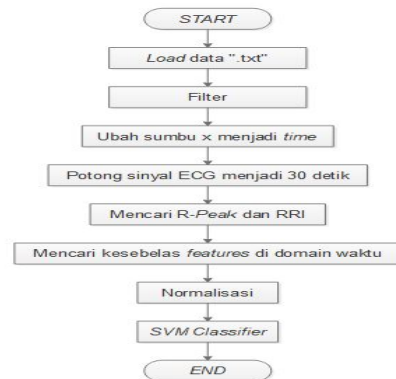 START
Load data ".txt"
Filter
Ubah sumbu x menjadi time
Potong sinyal ECG menjadi 30 detik
Mencari R-Peak dan RRI
Mencari kesebelas features di domain waktu
Normalisasi
SVM Classifier
END